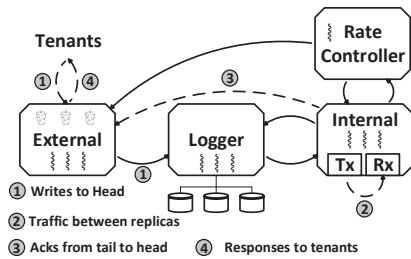 Tenants
Rate
Controller
1
4
3
External
Logger
Internal
Tx
Rx
1
2
1 Writes to Head
2 Traffic between replicas
3 Acks from tail to head
4 Responses to tenants